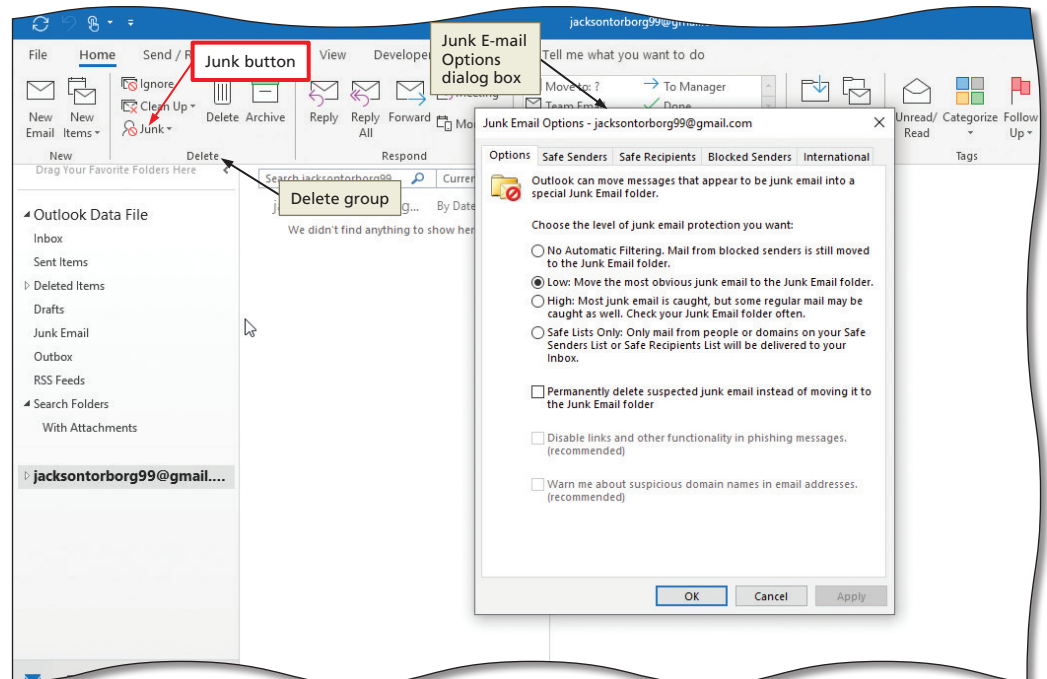 jacksontorborg99@gmail.
File Home Send / R View Developer Tell me what you want to do
Junk button
Junk E-mail
Options
dialog box
Ignore
Clean Up
Junk
New
Email
New
Items
Delete
Archive
Reply
Reply
All
Forward
Meeting
Mo
Move to: ?
Team Em
To Manager
Done
Unread/
Read
Categorize
Follow
Up
New
Delete
Respond
Tags
Drag Your Favorite Folders Here
Search jacksontorborg99
Curren
Delete group
By Date
We didn't find anything to show her
Outlook Data File
Inbox
Sent Items
Deleted Items
Drafts
Junk Email
Outbox
RSS Feeds
Search Folders
With Attachments
jacksontorborg99@gmail....
Junk Email Options - jacksontorborg99@gmail.com
Options Safe Senders Safe Recipients Blocked Senders International
Outlook can move messages that appear to be junk email into a
special Junk Email folder.
Choose the level of junk email protection you want:
No Automatic Filtering. Mail from blocked senders is still moved
to the Junk Email folder.
Low: Move the most obvious junk email to the Junk Email folder.
High: Most junk email is caught, but some regular mail may be
caught as well. Check your Junk Email folder often.
Safe Lists Only: Only mail from people or domains on your Safe
Senders List or Safe Recipients List will be delivered to your
Inbox.
Permanently delete suspected junk email instead of moving it to
the Junk Email folder
Disable links and other functionality in phishing messages.
(recommended)
Warn me about suspicious domain names in email addresses.
(recommended)
OK Cancel Apply